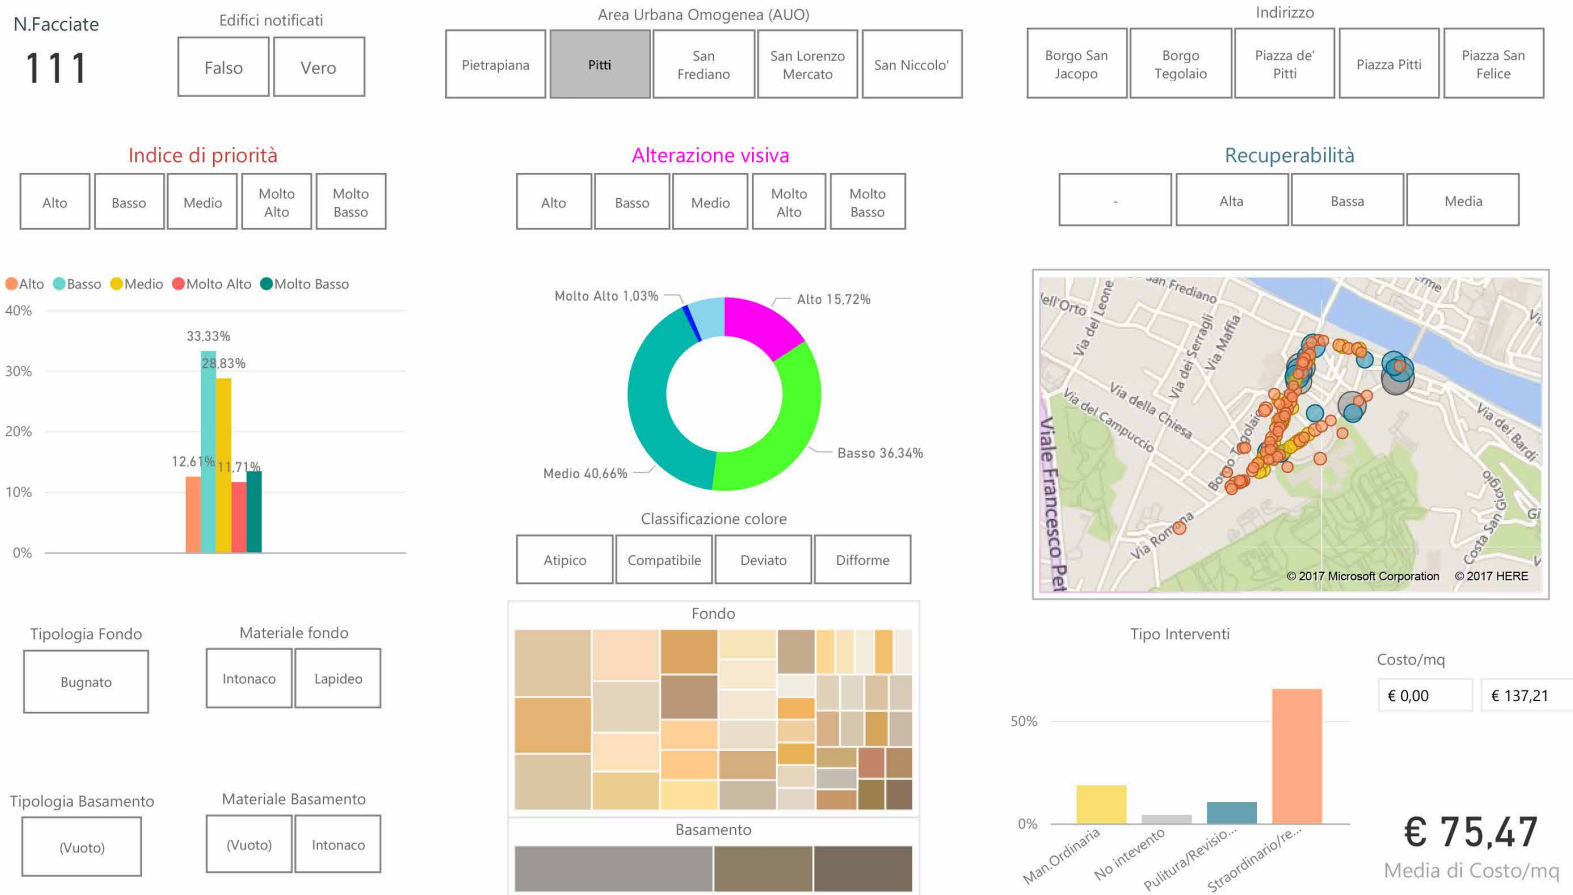 N.Facciate
111
Edifici notificati
Falso
Vero
Area Urbana Omogenea (AUO)
Pietrapiana
Pitti
San
Frediano
San Lorenzo
Mercato
San Niccolo'
Indirizzo
Borgo San
Jacopo
Borgo
Tegolaio
Piazza de'
Pitti
Piazza Pitti
Piazza San
Felice
Indice di priorità
Alto
Basso
Medio
Molto
Alto
Molto
Basso
Alterazione visiva
Alto
Basso
Medio
Molto
Alto
Molto
Basso
Recuperabilità
-
Alta
Bassa
Media
Alto
Basso
Medio
Molto Alto
Molto Basso
40%
30%
20%
10%
0%
33,33%
28,83%
12,61%
11,71%
Molto Alto 1,03%
Alto 15,72%
Basso 36,34%
Medio 40,66%
Classificazione colore
Atipico
Compatibile
Deviato
Difforme
Fondo
Basamento
San Frediano
dell'Orto
Via del Leone
Via dei Serragli
Via Maffia
Via della Chiesa
Via del Campuccio
Borgo Tegolaio
Viale Francesco Pet
Via Romana
Via dei Bardi
Costa San Giorgio
© 2017 Microsoft Corporation
© 2017 HERE
Tipologia Fondo
Bugnato
Materiale fondo
Intonaco
Lapideo
Tipologia Basamento
(Vuoto)
Materiale Basamento
(Vuoto)
Intonaco
Tipo Interventi
50%
0%
Man.Ordinaria
No intevento
Pulitura/Revisio...
Straordinario/re...
Costo/mq
€ 0,00
€ 137,21
€ 75,47
Media di Costo/mq